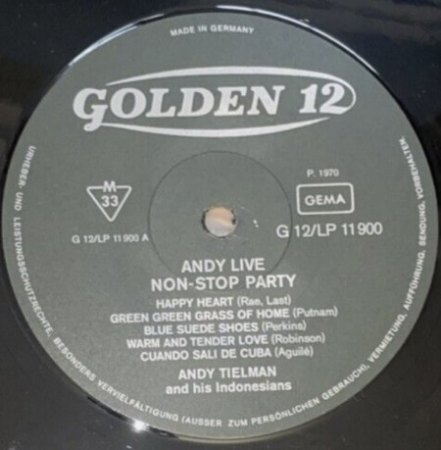 MADE IN GERMANY
GOLDEN 12
M
33
P. 1970
GEMA
G 12/LP 11 900 A
G 12/LP 11 900
ANDY LIVE
NON-STOP PARTY
HAPPY HEART (Rae, Last)
GREEN GREEN GRASS OF HOME (Putnam)
BLUE SUEDE SHOES (Perkins)
WARM AND TENDER LOVE (Robinson)
CUANDO SALI DE CUBA (Aguilé)
ANDY TIELMAN
and his Indonesians
URHEBER- UND LEISTUNGSSCHUTZRECHTE, BESONDERS VERVIELFÄLTIGUNG (AUSSER ZUM PERSÖNLICHEN GEBRAUCH), VERMIETUNG, AUFFÜHRUNG, SENDUNG, VORBEHALTEN.